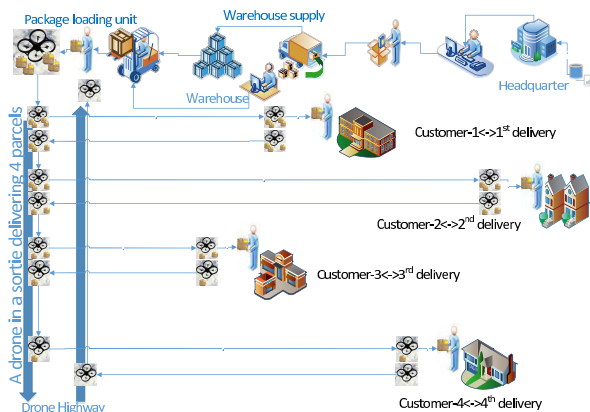 Package loading unit
Warehouse supply
Warehouse
Headquarter
A drone in a sortie delivering 4 parcels
Customer-1<->1st delivery
Customer-2<->2nd delivery
Customer-3<->3rd delivery
Customer-4<->4th delivery
Drone Highway